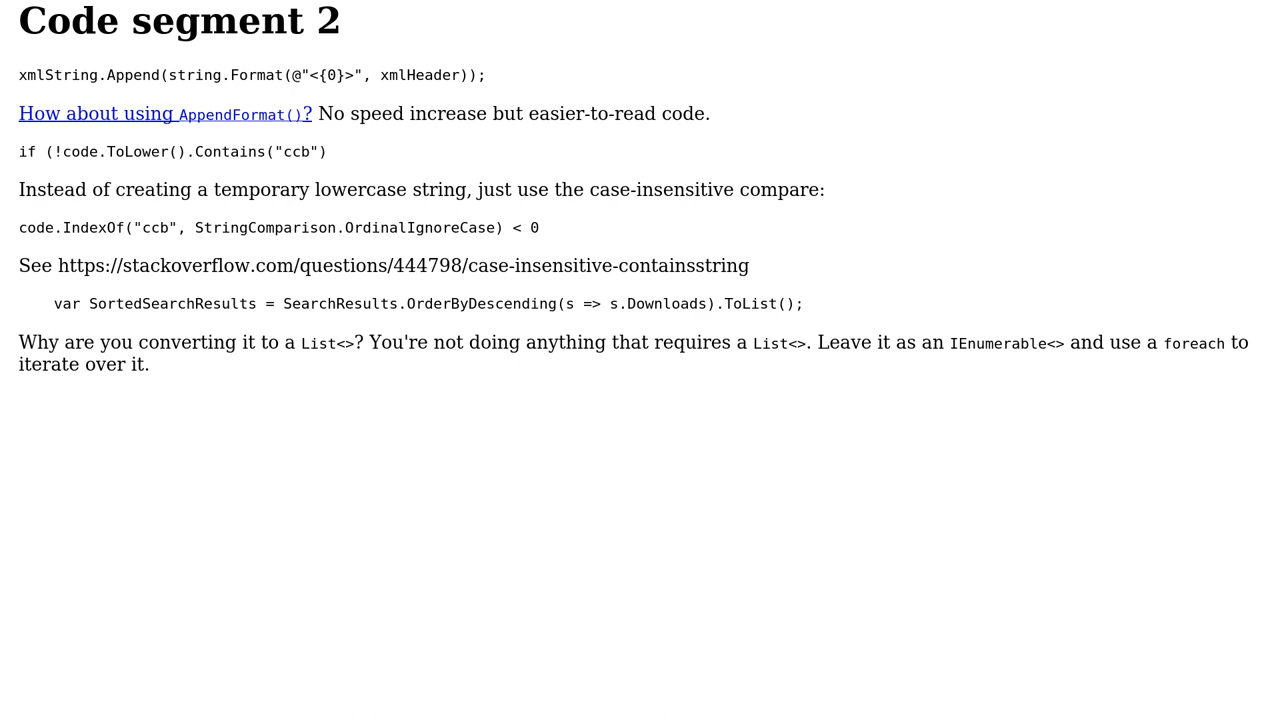 Code segment 2
xmlString.Append(string.Format(@"<{0}>", xmlHeader));
How about using AppendFormat()? No speed increase but easier-to-read code.
if (!code.ToLower().Contains("ccb")
Instead of creating a temporary lowercase string, just use the case-insensitive compare:
code.IndexOf("ccb", StringComparison.OrdinalIgnoreCase) < 0
See https://stackoverflow.com/questions/444798/case-insensitive-containsstring
    var SortedSearchResults = SearchResults.OrderByDescending(s => s.Downloads).ToList();
Why are you converting it to a List<>? You're not doing anything that requires a List<>. Leave it as an IEnumerable<> and use a foreach to
iterate over it.